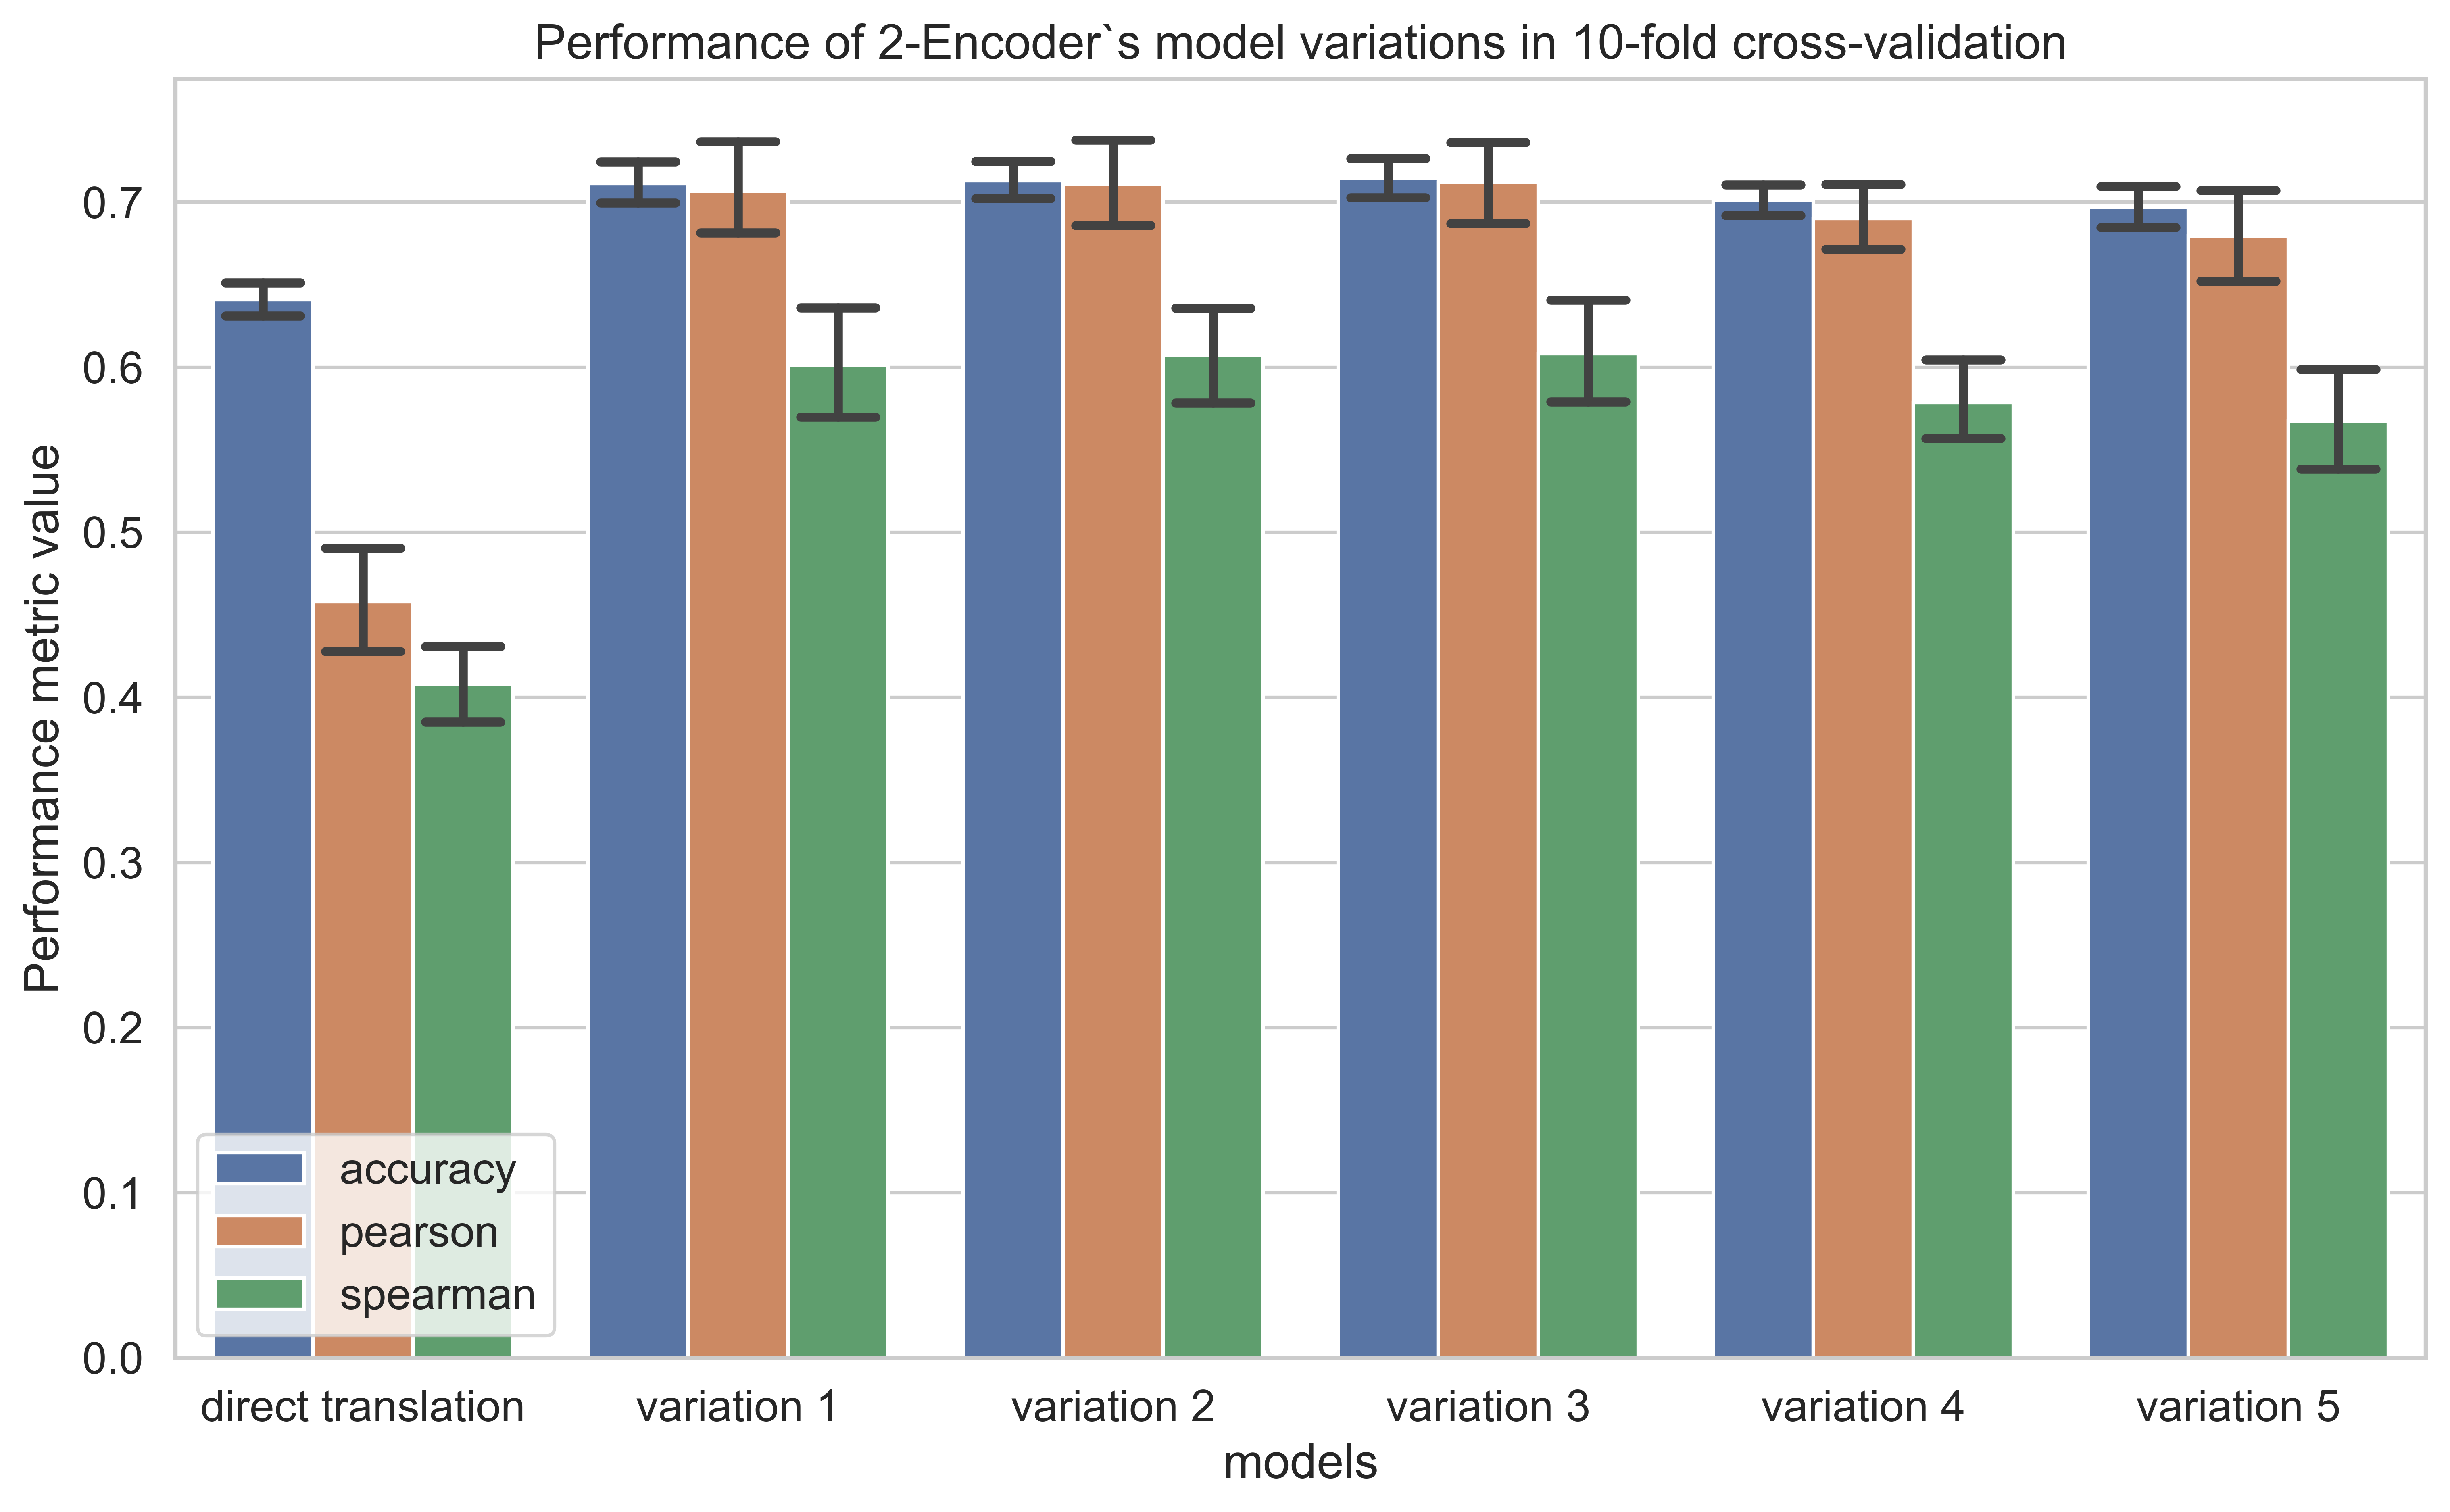 Performance of 2-Encoder`s model variations in 10-fold cross-validation
Performance metric value
0.7
0.6
0.5
0.4
0.3
0.2
0.1
0.0
accuracy
pearson
spearman
direct translation
variation 1
variation 2
variation 3
variation 4
variation 5
models